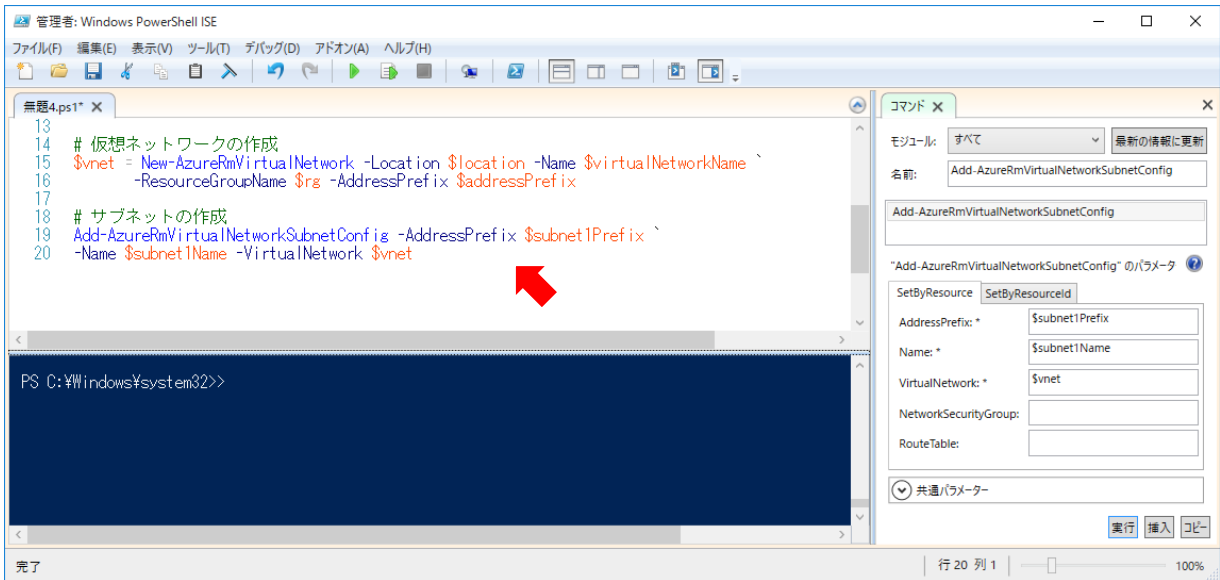 管理者: Windows PowerShell ISE
ファイル(F) 編集(E) 表示(V) ツール(T) デバッグ(D) アドオン(A) ヘルプ(H)
無題4.ps1* X
13
14 # 仮想ネットワークの作成
15 $vnet = New-AzureRmVirtualNetwork -Location $location -Name $virtualNetworkName `
16 -ResourceGroupName $rg -AddressPrefix $addressPrefix
17
18 # サブネットの作成
19 Add-AzureRmVirtualNetworkSubnetConfig -AddressPrefix $subnet1Prefix `
20 -Name $subnet1Name -VirtualNetwork $vnet
PS C:¥Windows¥system32>>
コマンド X
モジュール: すべて 最新の情報に更新
名前: Add-AzureRmVirtualNetworkSubnetConfig
Add-AzureRmVirtualNetworkSubnetConfig
"Add-AzureRmVirtualNetworkSubnetConfig" のパラメータ
SetByResource SetByResourceId
AddressPrefix: * $subnet1Prefix
Name: * $subnet1Name
VirtualNetwork: * $vnet
NetworkSecurityGroup:
RouteTable:
共通パラメーター
実行 挿入 コピー
完了 行 20 列 1 100%